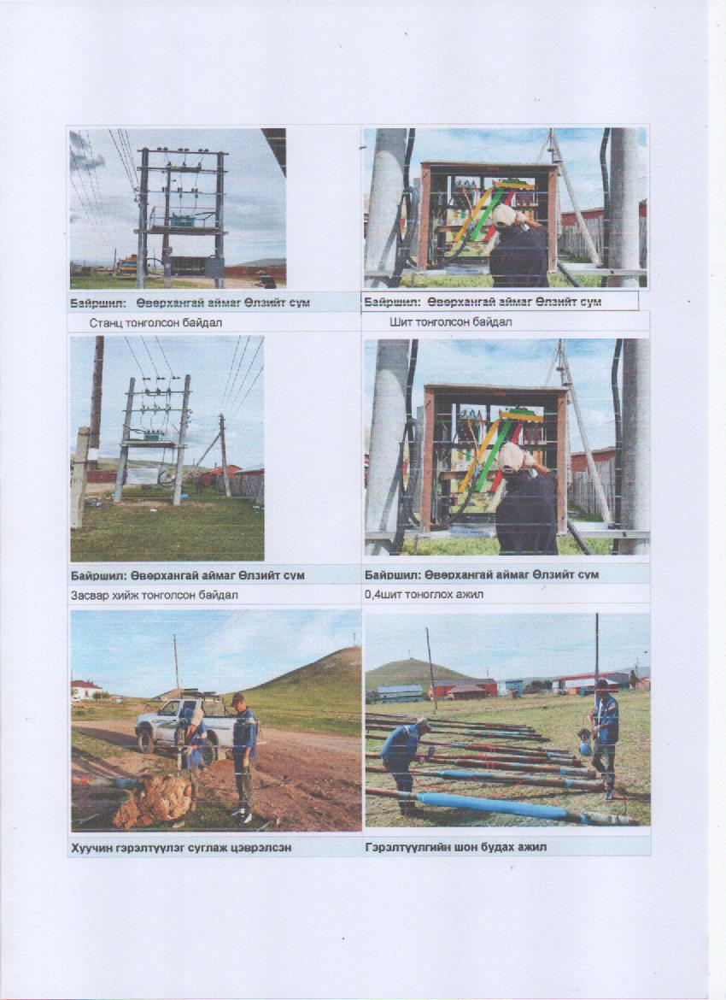 Байршил: Өвөрхангай аймаг Өлзийт сум
Байршил: Өвөрхангай аймаг Өлзийт сум
Станц тонголсон байдал
Шит тонголсон байдал
Байршил: Өвөрхангай аймаг Өлзийт сум
Байршил: Өвөрхангай аймаг Өлзийт сум
Засвар хийж тонголсон байдал
0,4шит тоноглох ажил
Хуучин гэрэлтүүлэг суглаж цэврэлсэн
Гэрэлтүүлгийн шон будах ажил